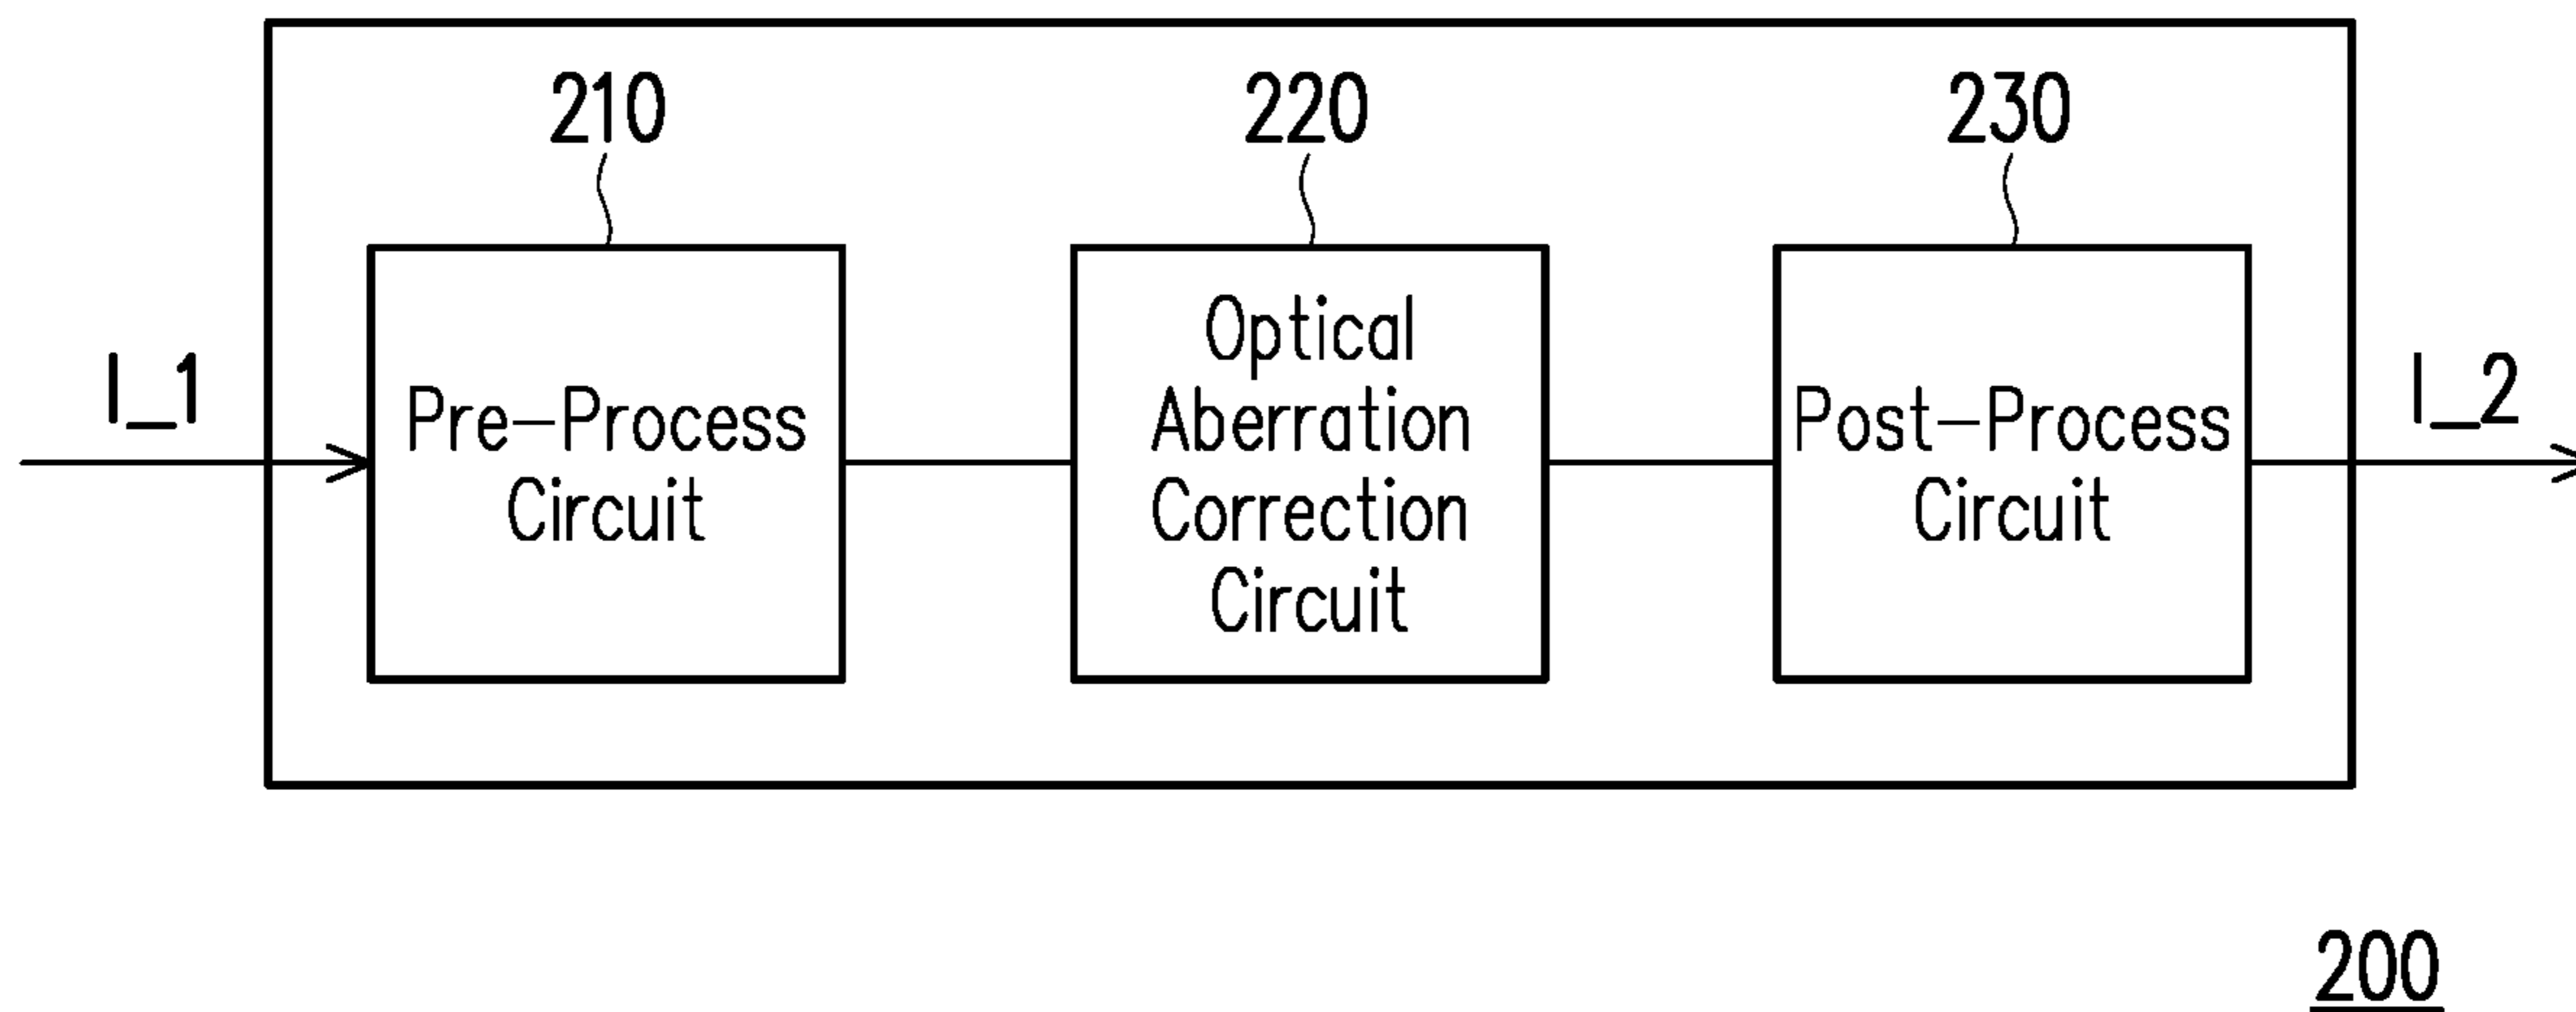 210
220
230
I_1
Pre-Process
Circuit
Optical
Aberration
Correction
Circuit
Post-Process
Circuit
I_2
200